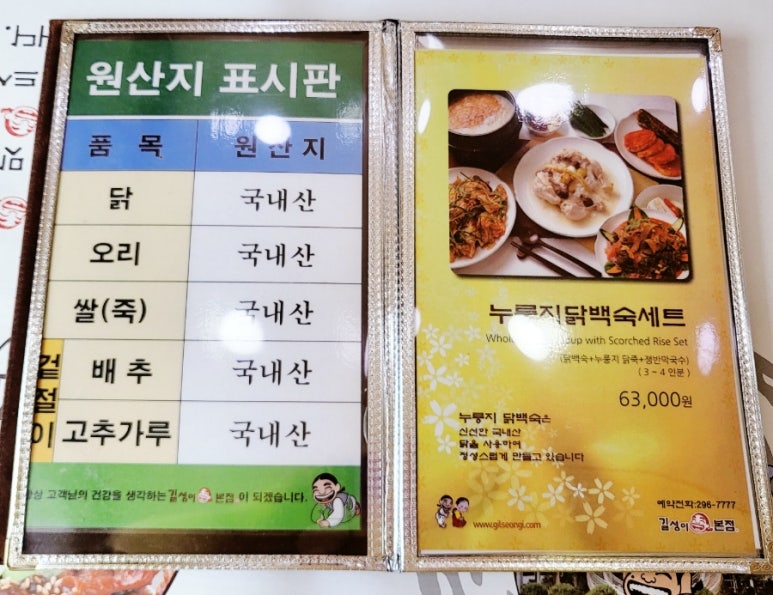 원산지 표시판
품 목 원산지
닭 국내산
오리 국내산
쌀(죽) 국내산
겉절이
배추 국내산
고추가루 국내산
상 고객님의 건강을 생각하는 길성이 본점 이 되겠습니다.
누룽지닭백숙세트
Whole up with Scorched Rise Set
(닭백숙+누룽지 닭죽+쟁반막국수)
( 3 ~ 4 인분 )
63,000원
누룽지 닭백숙은
신선한 국내산
닭을 사용하여
정성스럽게 만들고 있습니다
예약전화:296-7777
www.gilseongi.com
길성이 본점